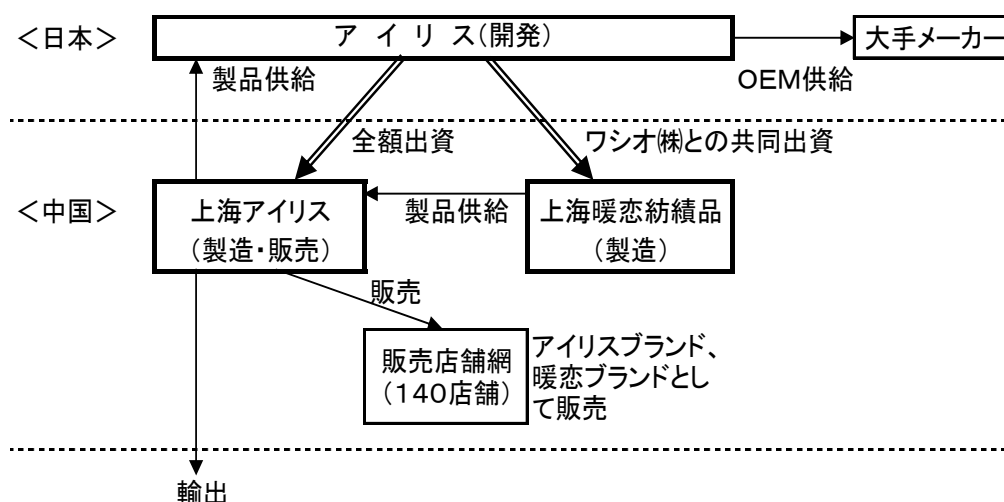 ＜日本＞
ア イ リ ス(開発)
大手メーカー
製品供給
OEM供給
全額出資
ワシオ㈱との共同出資
＜中国＞
上海アイリス
(製造・販売)
製品供給
上海暖恋紡績品
(製造)
販売
販売店舗網
(140店舗)
アイリスブランド、
暖恋ブランドとし
て販売
輸出